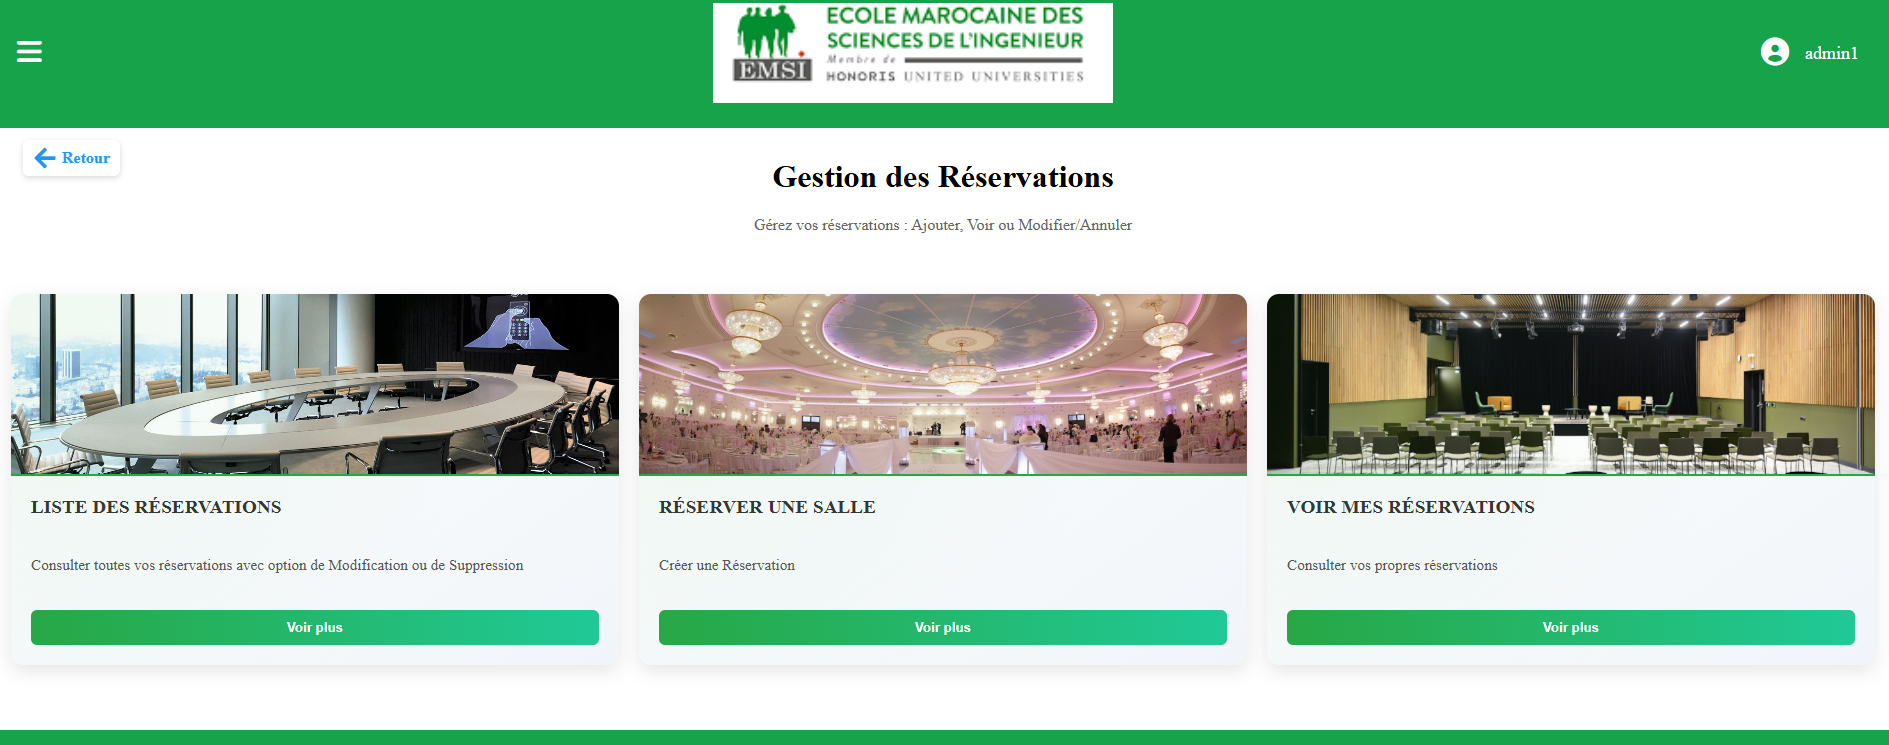 ECOLE MAROCAINE DES
SCIENCES DE L'INGENIEUR
Membre de
EMSI
HONORIS UNITED UNIVERSITIES
admin1
Retour
Gestion des Réservations
Gérez vos réservations : Ajouter, Voir ou Modifier/Annuler
LISTE DES RÉSERVATIONS
Consulter toutes vos réservations avec option de Modification ou de Suppression
Voir plus
RÉSERVER UNE SALLE
Créer une Réservation
Voir plus
VOIR MES RÉSERVATIONS
Consulter vos propres réservations
Voir plus